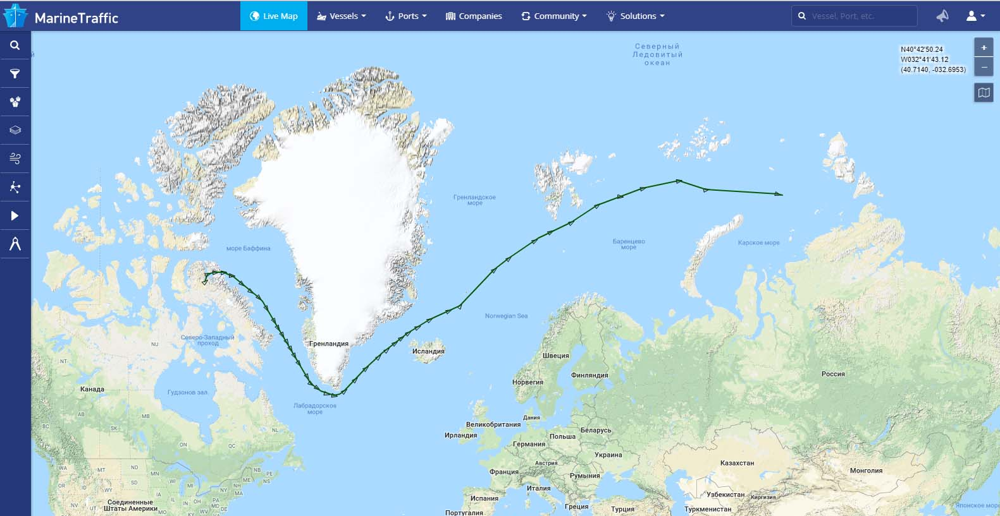 MarineTraffic
Live Map
Vessels
Ports
Companies
Community
Solutions
Vessel, Port, etc.
N40°42'50.24
W032°41'43.12
(40.7140, -032.6953)
+
−
Северный
Ледовитый
океан
й
Гренландское
море
море Баффина
Баренцево
море
Карское море
Norwegian Sea
Северо-Западный
проход
NU
NT
Гренландия
Исландия
Швеция
Финляндия
Норвегия
Россия
Канада
Гудзонов зал.
Лабрадорское
море
AB
MB
BC
SK
NL
ON
QC
Дания
Великобритания
Ирландия
Беларусь
Польша
Германия
Украина
Австрия
Франция
Румыния
Казахстан
Монголия
WA
MT
ND
MN
NB
PE
NS
SD
WI
MI
ME
OR
ID
WY
IA
NY
NH
MA
NE
IL
IN
OH
PA
NV
UT
CO
KS
MO
MD
DE
Соединенные
Штаты Америки
Италия
Испания
Португалия
Греция
Турция
Узбекистан
Киргизия
Туркменистан
Японское мор